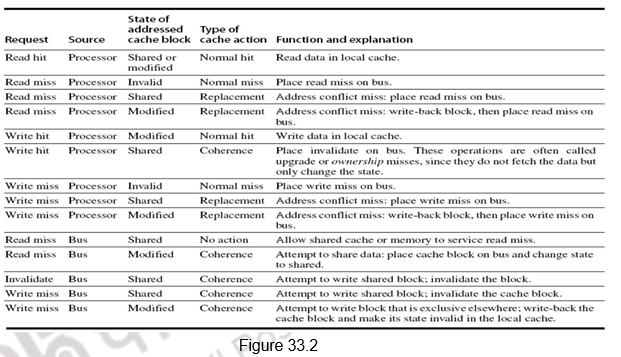 State of
addressed Type of
Request Source cache block cache action Function and explanation
Read hit Processor Shared or Normal hit Read data in local cache.
modified
Read miss Processor Invalid Normal miss Place read miss on bus.
Read miss Processor Shared Replacement Address conflict miss: place read miss on bus.
Read miss Processor Modified Replacement Address conflict miss: write-back block, then place read miss on
bus.
Write hit Processor Modified Normal hit Write data in local cache.
Write hit Processor Shared Coherence Place invalidate on bus. These operations are often called
upgrade or ownership misses, since they do not fetch the data but
only change the state.
Write miss Processor Invalid Normal miss Place write miss on bus.
Write miss Processor Shared Replacement Address conflict miss: place write miss on bus.
Write miss Processor Modified Replacement Address conflict miss: write-back block, then place write miss on
bus.
Read miss Bus Shared No action Allow shared cache or memory to service read miss.
Read miss Bus Modified Coherence Attempt to share data: place cache block on bus and change state
to shared.
Invalidate Bus Shared Coherence Attempt to write shared block; invalidate the block.
Write miss Bus Shared Coherence Attempt to write shared block; invalidate the cache block.
Write miss Bus Modified Coherence Attempt to write block that is exclusive elsewhere; write-back the
cache block and make its state invalid in the local cache.
Figure 33.2